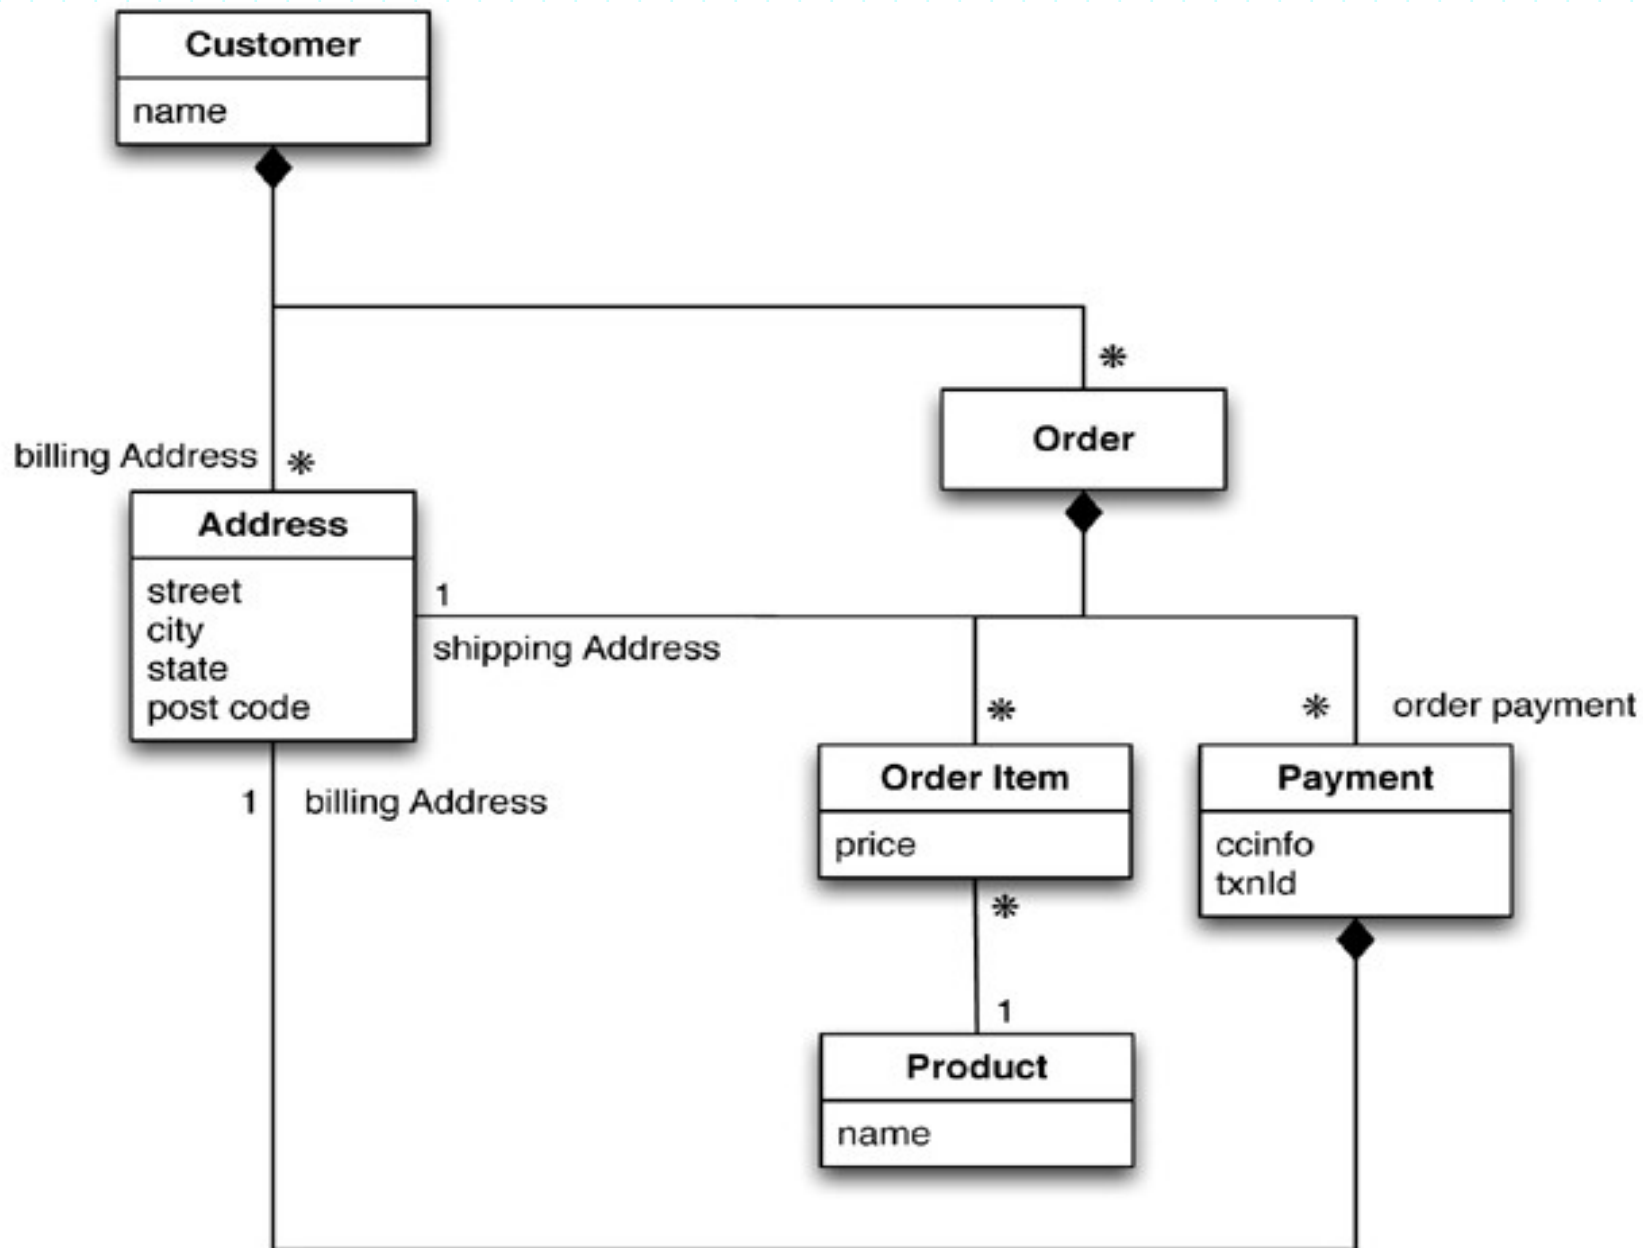 Customer
name
*
Order
billing Address *
Address
street
city
state
post code
1
shipping Address
* * order payment
Order Item
price
Payment
ccinfo
txnId
1 billing Address
*
1
Product
name